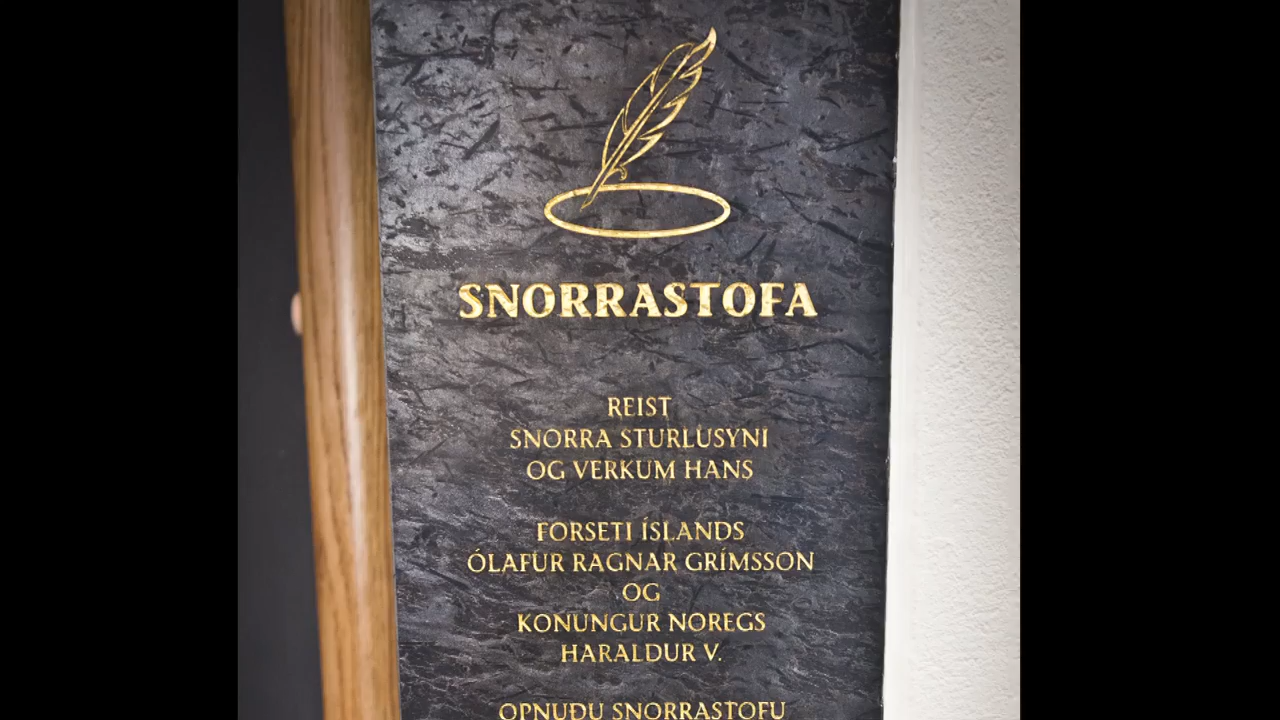 SNORRASTOFA
REIST
SNORRA STURLUSYNI
OG VERKUM HANS
FORSETI ÍSLANDS
ÓLAFUR RAGNAR GRÍMSSON
OG
KONUNGUR NOREGS
HARALDUR V.
OPNUÐU SNORRASTOFU